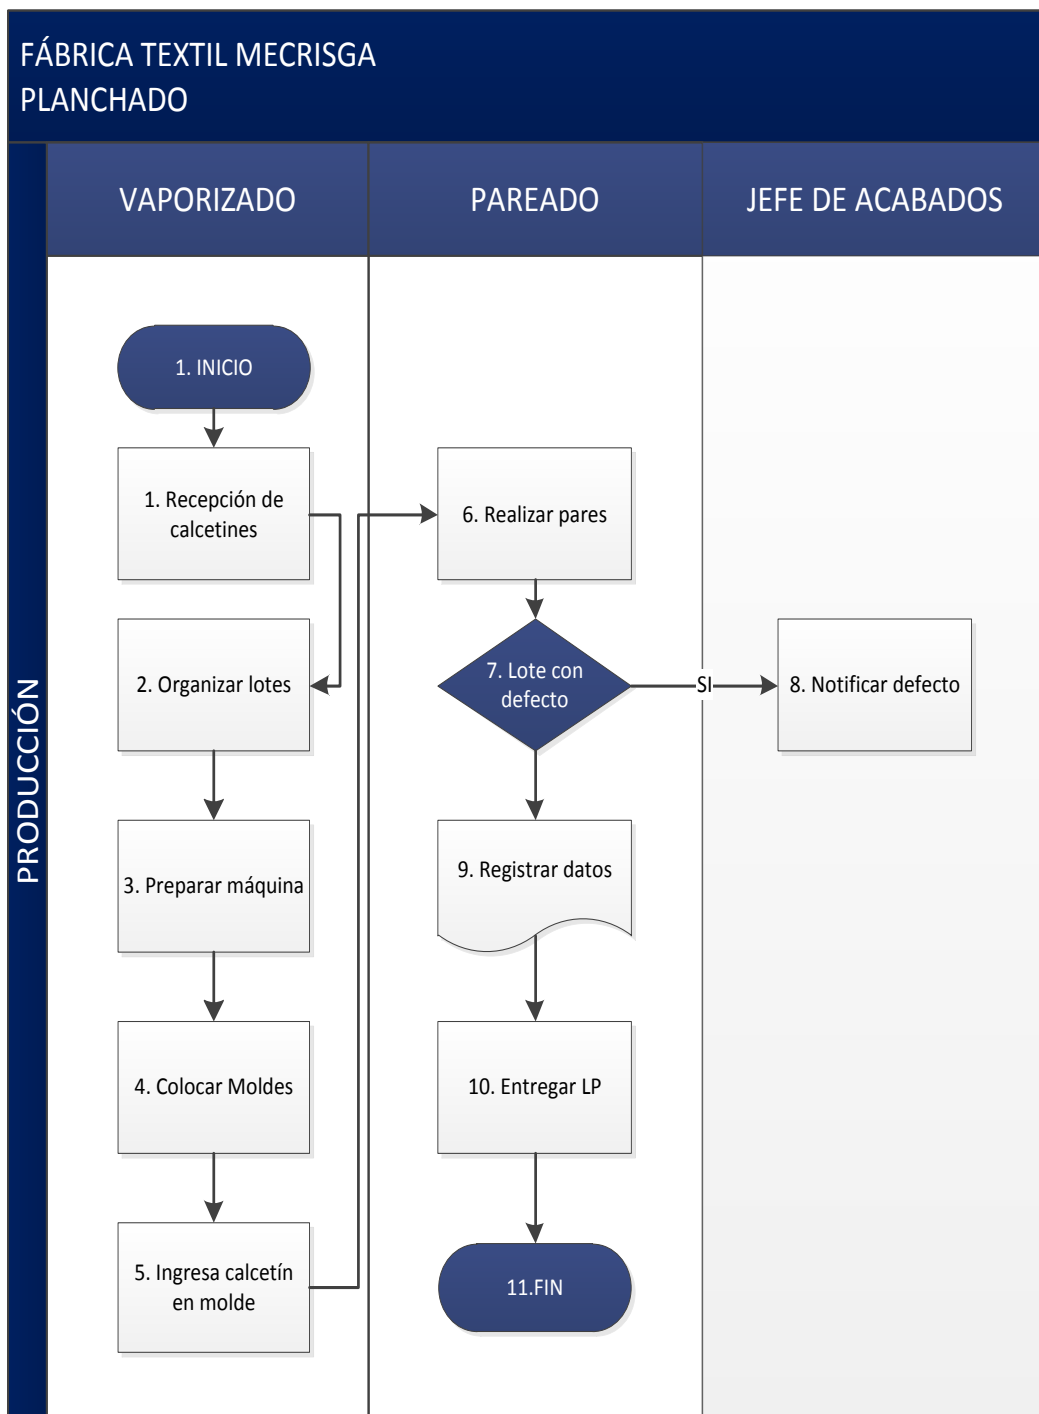 FÁBRICA TEXTIL MECRISGA
PLANCHADO
PRODUCCIÓN
VAPORIZADO
PAREADO
JEFE DE ACABADOS
1. INICIO
1. Recepción de
calcetines
2. Organizar lotes
3. Preparar máquina
4. Colocar Moldes
5. Ingresa calcetín
en molde
6. Realizar pares
7. Lote con
defecto
SI
8. Notificar defecto
9. Registrar datos
10. Entregar LP
11.FIN